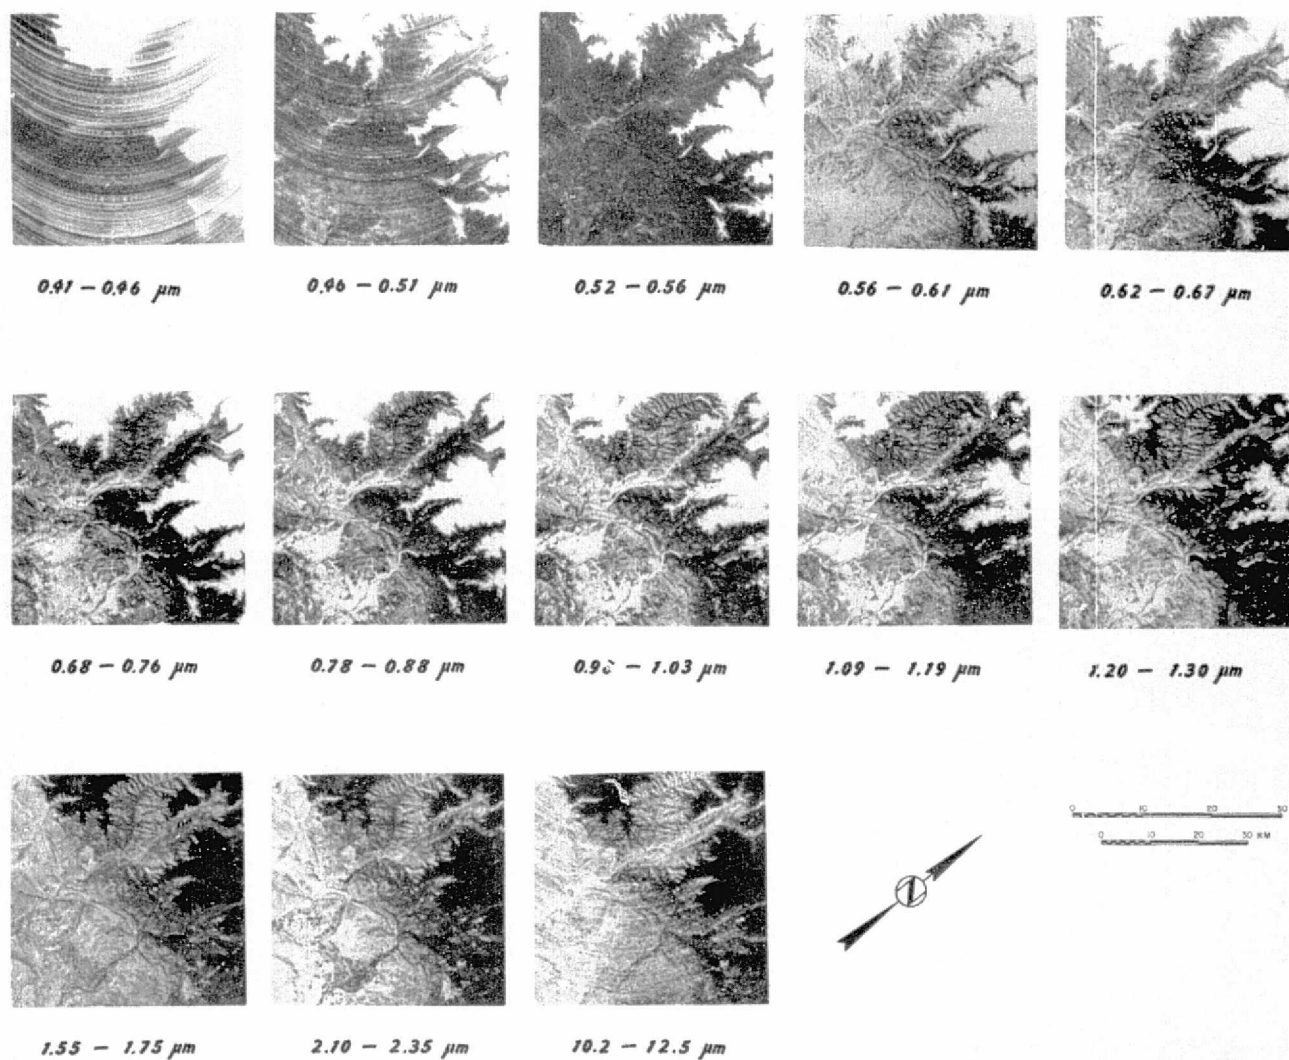 0.41 — 0.46 µm
0.46 — 0.51 µm
0.52 — 0.56 µm
0.56 — 0.61 µm
0.62 — 0.67 µm
0.68 — 0.76 µm
0.78 — 0.88 µm
— 1.03 µm
1.09 — 1.19 µm
1.20 — 1.30 µm
0 10 20 30
0 10 20 30 KM
1.55 — 1.75 µm
2.10 — 2.35 µm
10.2 — 12.5 µm